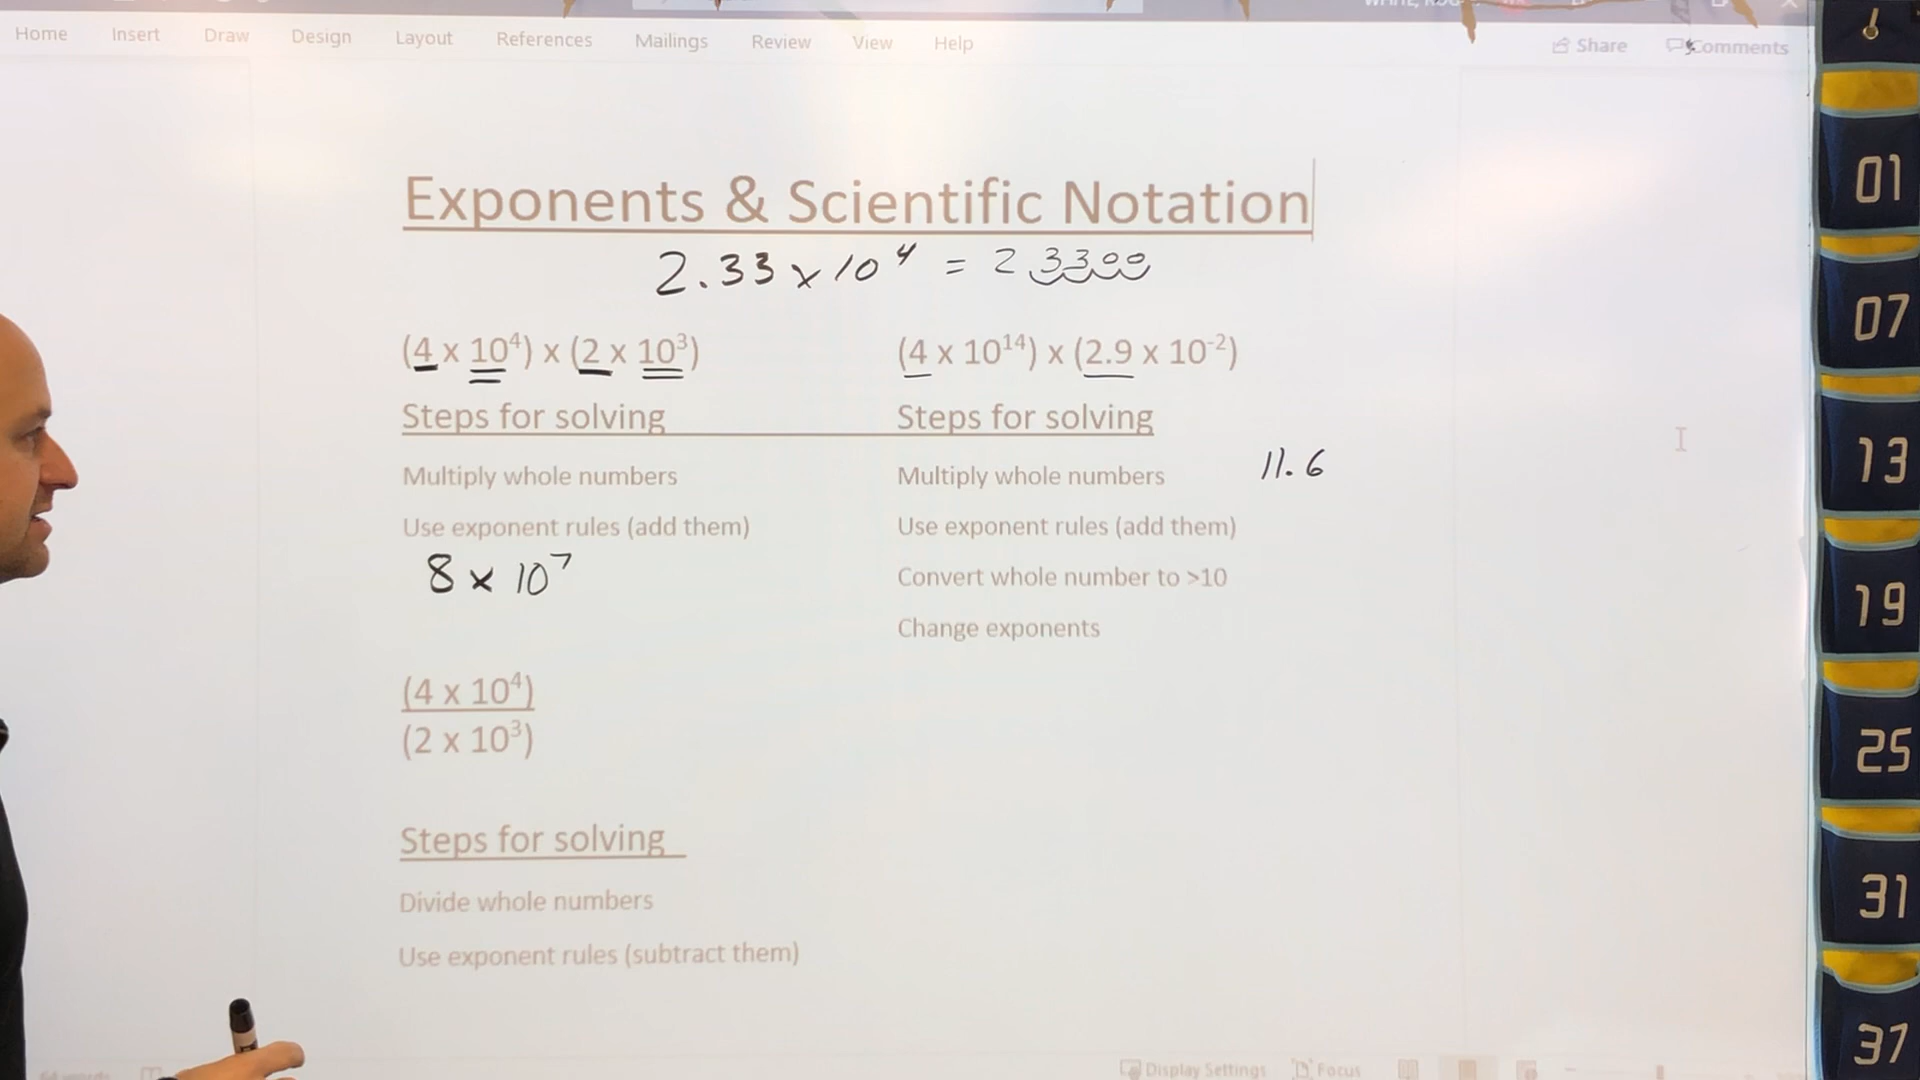 Home Insert Draw Design Layout References Mailings Review View Help Share Comments
Exponents & Scientific Notation
2.33 x 10⁴ = 23300
(4 x 10⁴) x (2 x 10³)
(4 x 10¹⁴) x (2.9 x 10⁻²)
Steps for solving
Steps for solving
Multiply whole numbers
Multiply whole numbers 11.6
Use exponent rules (add them)
Use exponent rules (add them)
8 x 10⁷
Convert whole number to >10
Change exponents
(4 x 10⁴)
(2 x 10³)
Steps for solving
Divide whole numbers
Use exponent rules (subtract them)
Display Settings Focus
01
07
13
19
25
31
37